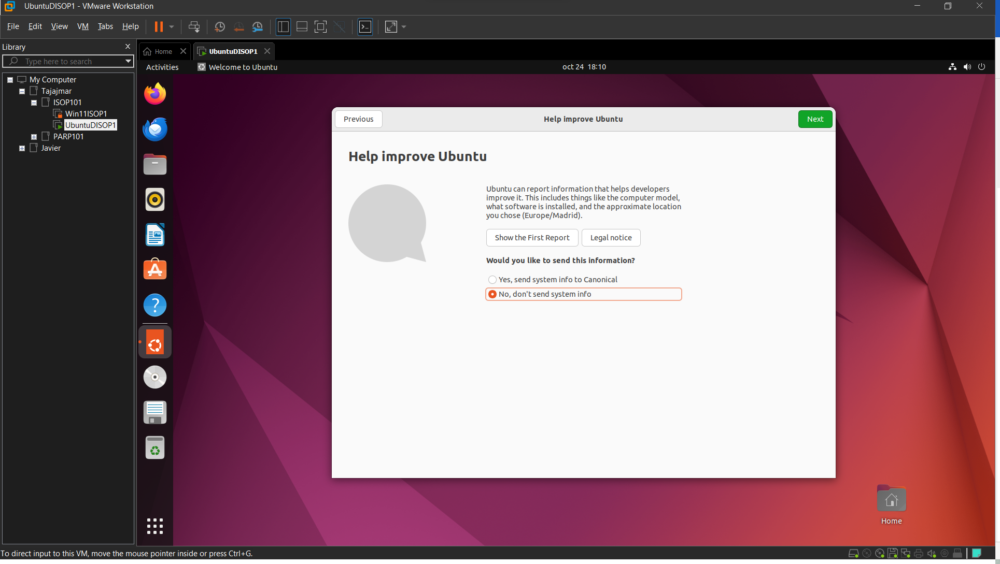 UbuntuDISOP1 - VMware Workstation
File Edit View VM Tabs Help
Library
Type here to search
My Computer
Tajajmar
ISOP101
Win11ISOP1
UbuntuDISOP1
PARP101
Javier
Home
UbuntuDISOP1
Activities
Welcome to Ubuntu
oct 24 18:10
Previous
Help improve Ubuntu
Next
Help improve Ubuntu
Ubuntu can report information that helps developers
improve it. This includes things like the computer model,
what software is installed, and the approximate location
you chose (Europe/Madrid).
Show the First Report
Legal notice
Would you like to send this information?
Yes, send system info to Canonical
No, don't send system info
Home
To direct input to this VM, move the mouse pointer inside or press Ctrl+G.